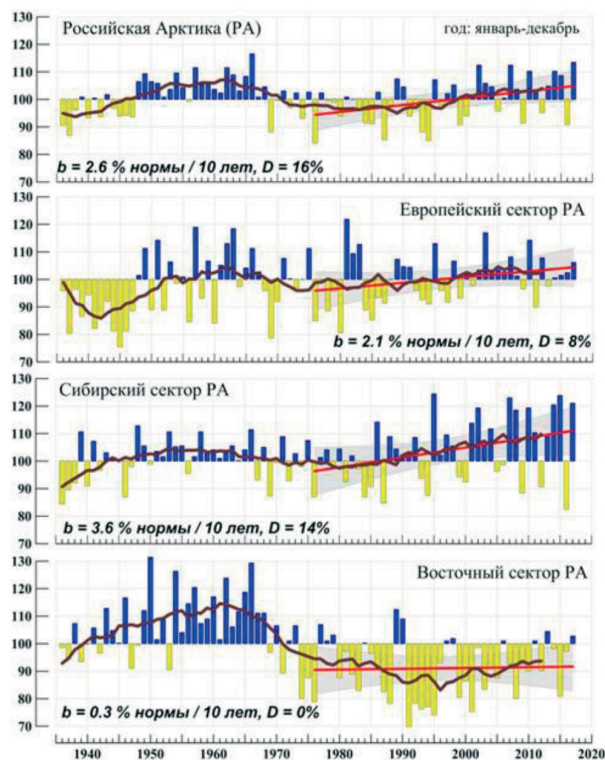 Российская Арктика (РА)
год: январь-декабрь
130
120
110
100
90
80
70
b = 2.6 % нормы / 10 лет, D = 16%
Европейский сектор РА
130
120
110
100
90
80
70
b = 2.1 % нормы / 10 лет, D = 8%
Сибирский сектор РА
130
120
110
100
90
80
70
b = 3.6 % нормы / 10 лет, D = 14%
Восточный сектор РА
130
120
110
100
90
80
70
b = 0.3 % нормы / 10 лет, D = 0%
1940 1950 1960 1970 1980 1990 2000 2010 2020